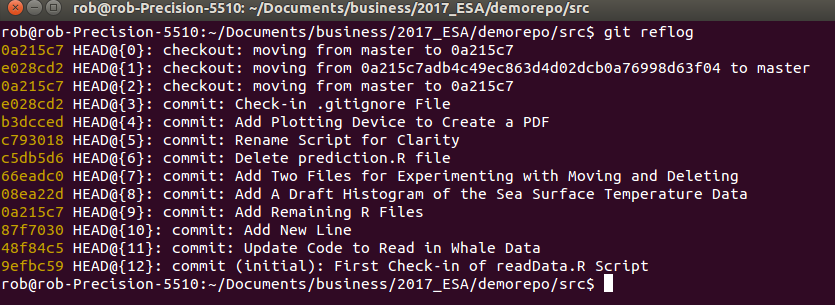 rob@rob-Precision-5510: ~/Documents/business/2017_ESA/demorepo/src
rob@rob-Precision-5510:~/Documents/business/2017_ESA/demorepo/src$ git reflog
0a215c7 HEAD@{0}: checkout: moving from master to 0a215c7
e028cd2 HEAD@{1}: checkout: moving from 0a215c7adb4c49ec863d4d02dcb0a76998d63f04 to master
0a215c7 HEAD@{2}: checkout: moving from master to 0a215c7
e028cd2 HEAD@{3}: commit: Check-in .gitignore File
b3dcced HEAD@{4}: commit: Add Plotting Device to Create a PDF
c793018 HEAD@{5}: commit: Rename Script for Clarity
c5db5d6 HEAD@{6}: commit: Delete prediction.R file
66eadc0 HEAD@{7}: commit: Add Two Files for Experimenting with Moving and Deleting
08ea22d HEAD@{8}: commit: Add A Draft Histogram of the Sea Surface Temperature Data
0a215c7 HEAD@{9}: commit: Add Remaining R Files
87f7030 HEAD@{10}: commit: Add New Line
48f84c5 HEAD@{11}: commit: Update Code to Read in Whale Data
9efbc59 HEAD@{12}: commit (initial): First Check-in of readData.R Script
rob@rob-Precision-5510:~/Documents/business/2017_ESA/demorepo/src$